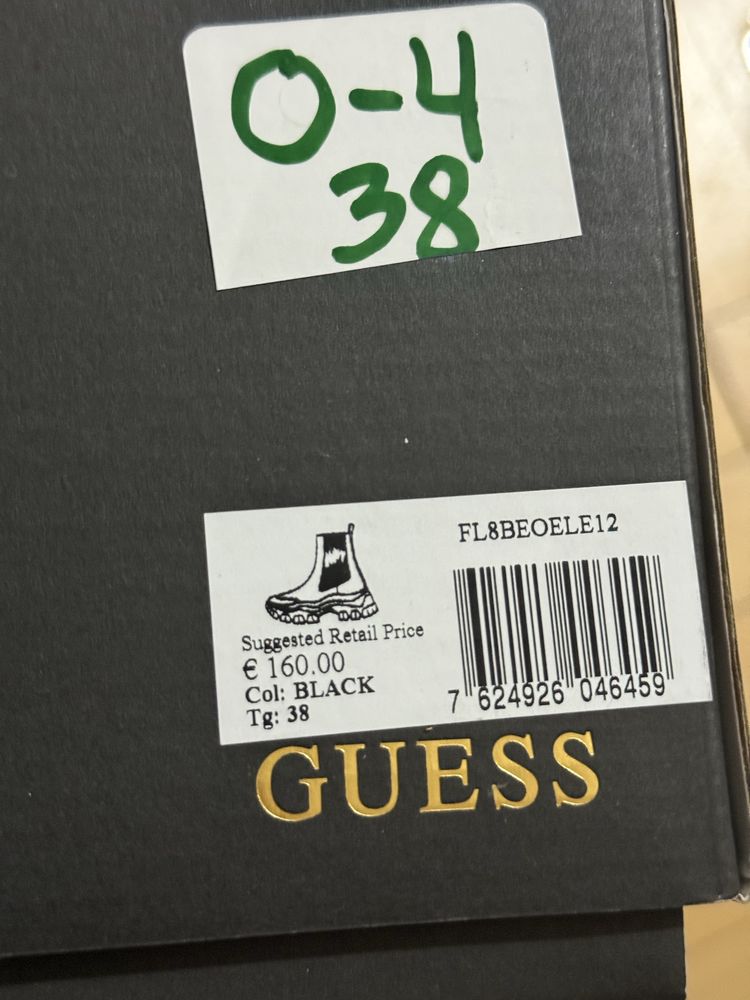 O-4
38
FL8BEOELE12
Suggested Retail Price
€ 160.00
Col: BLACK
Tg: 38
7 624926 046459
GUESS